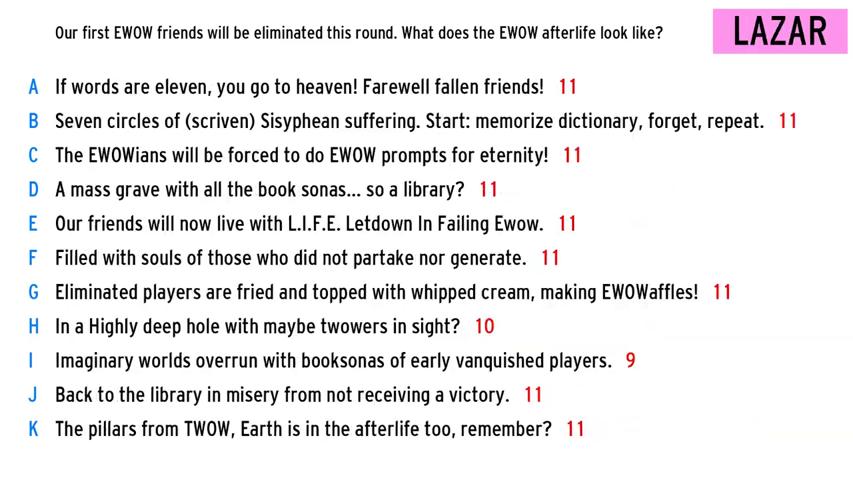 Our first EWOW friends will be eliminated this round. What does the EWOW afterlife look like?
LAZAR
A If words are eleven, you go to heaven! Farewell fallen friends! 11
B Seven circles of (scriven) Sisyphean suffering. Start: memorize dictionary, forget, repeat. 11
C The EWOWians will be forced to do EWOW prompts for eternity! 11
D A mass grave with all the book sonas... so a library? 11
E Our friends will now live with L.I.F.E. Letdown In Failing Ewow. 11
F Filled with souls of those who did not partake nor generate. 11
G Eliminated players are fried and topped with whipped cream, making EWOWaffles! 11
H In a Highly deep hole with maybe twowers in sight? 10
I Imaginary worlds overrun with booksonas of early vanquished players. 9
J Back to the library in misery from not receiving a victory. 11
K The pillars from TWOW, Earth is in the afterlife too, remember? 11